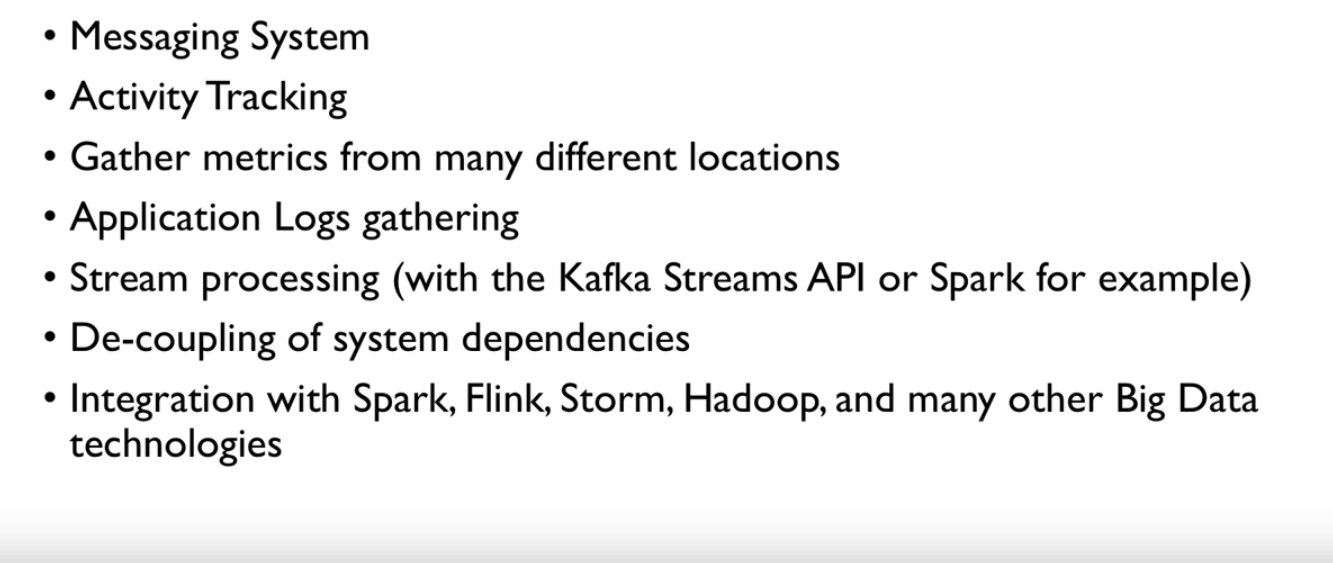 • Messaging System
• Activity Tracking
• Gather metrics from many different locations
• Application Logs gathering
• Stream processing (with the Kafka Streams API or Spark for example)
• De-coupling of system dependencies
• Integration with Spark, Flink, Storm, Hadoop, and many other Big Data
technologies